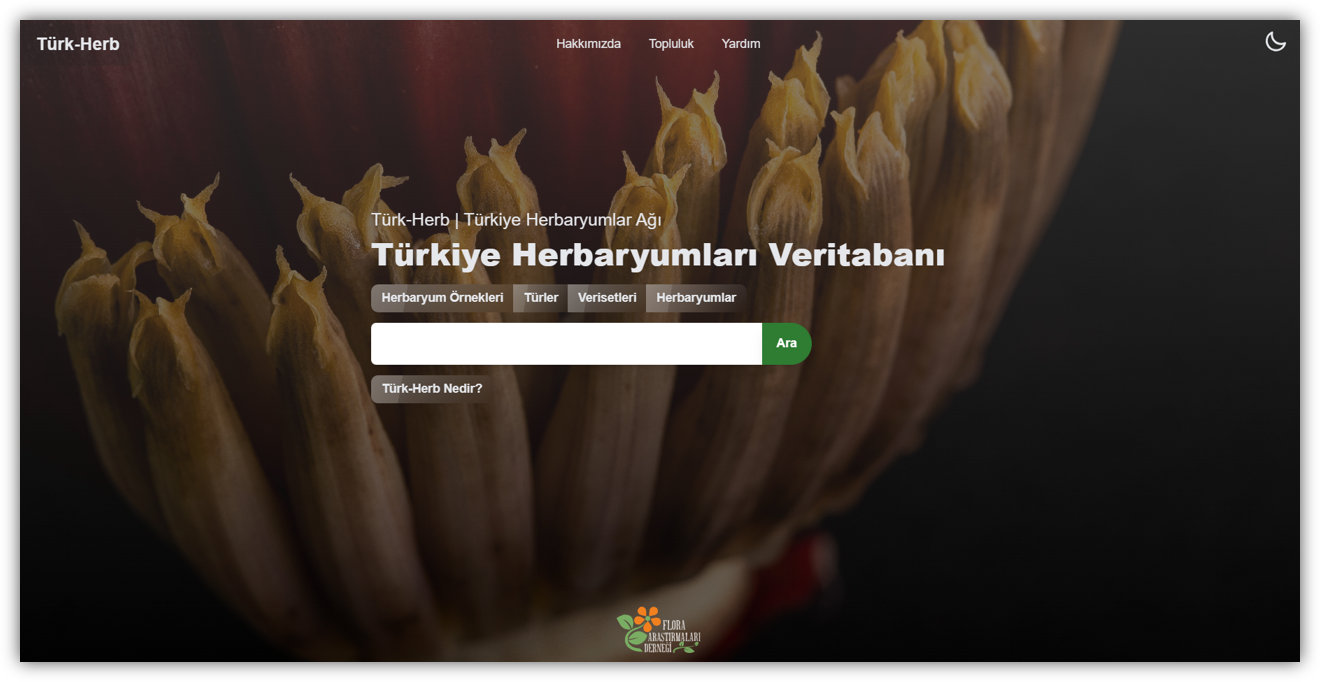 Türk-Herb
Hakkımızda Topluluk Yardım
Türk-Herb | Türkiye Herbaryumlar Ağı
Türkiye Herbaryumları Veritabanı
Herbaryum Örnekleri Türler Verisetleri Herbaryumlar
Ara
Türk-Herb Nedir?
FLORA
ARAŞTIRMALARI
DERNEĞİ